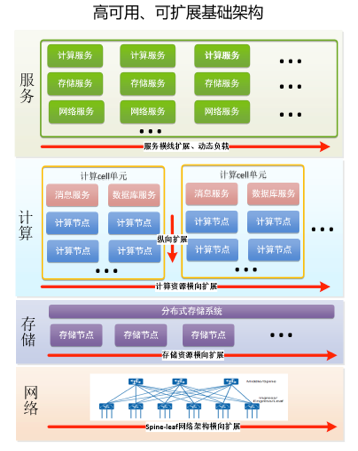 高可用、可扩展基础架构
服务
计算服务 计算服务 计算服务
存储服务 存储服务 存储服务
网络服务 网络服务 网络服务
服务横线扩展、动态负载
计算
计算cell单元 计算cell单元
消息服务 数据库服务 消息服务 数据库服务
计算节点 计算节点 计算节点 计算节点
纵向扩展
计算节点 计算节点 计算节点 计算节点
计算资源横向扩展
存储
分布式存储系统
存储节点 存储节点 存储节点
存储资源横向扩展
网络
Spine-leaf网络架构横向扩展